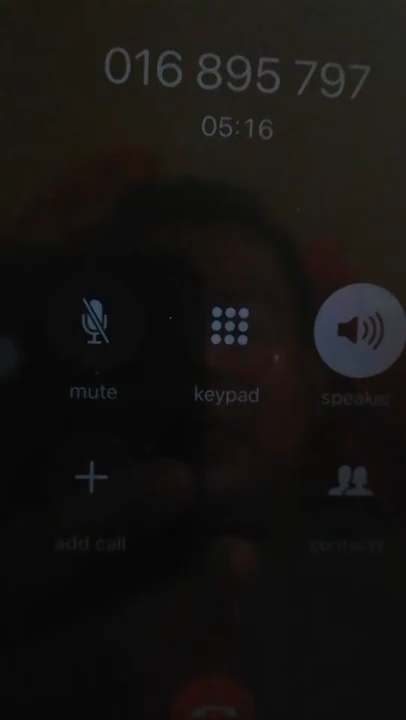 016 895 797
05:16
mute
keypad
speaker
add call
contacts